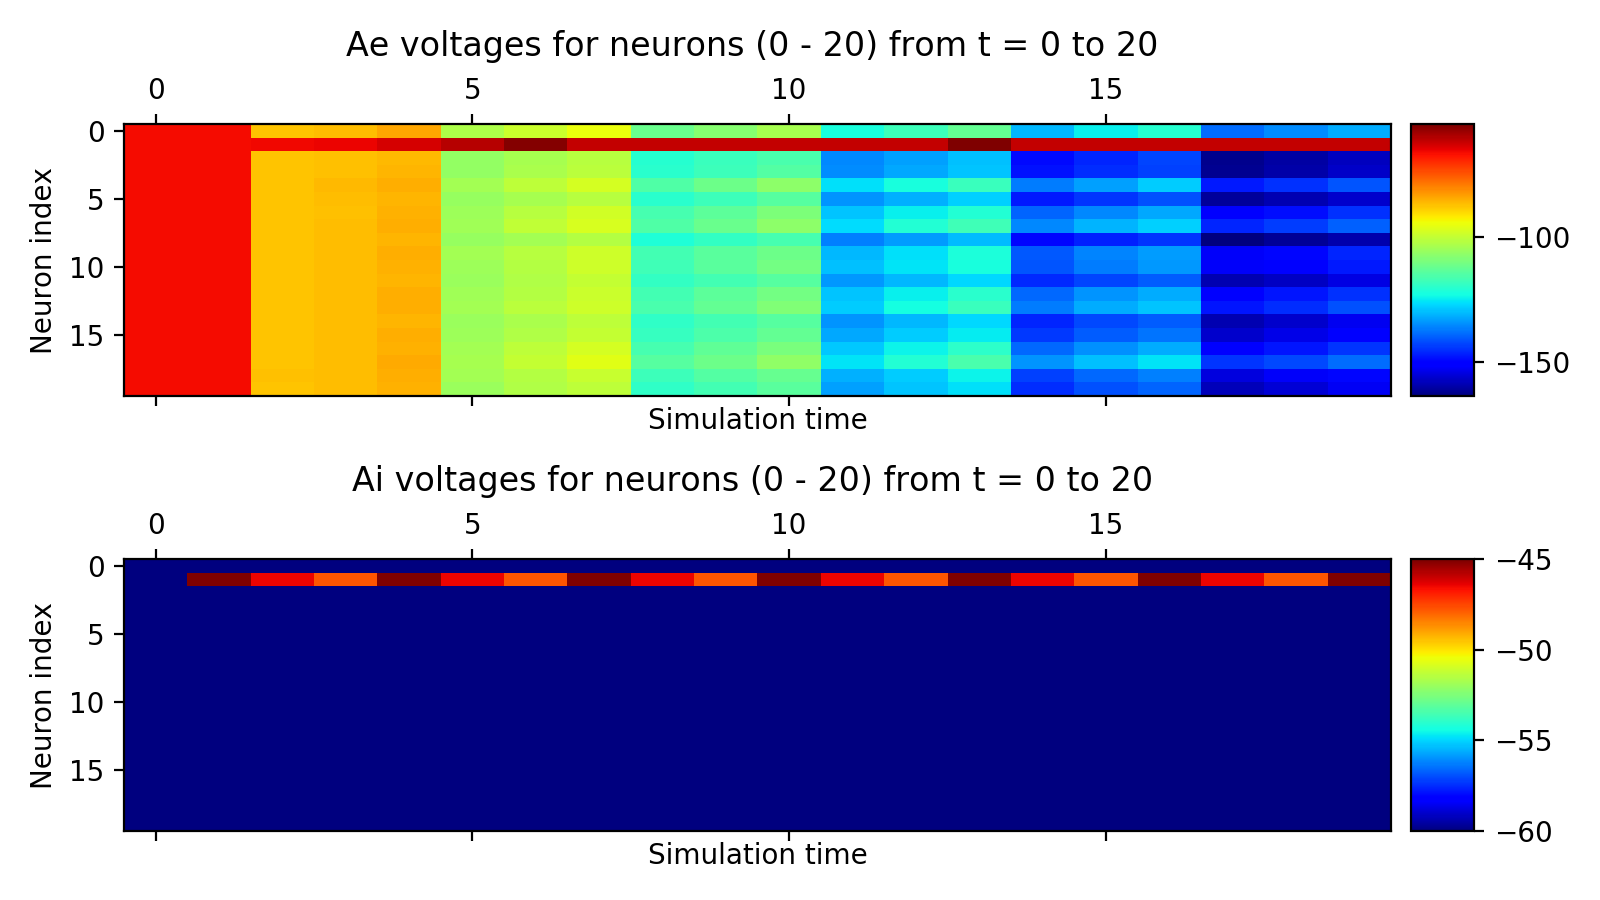 Ae voltages for neurons (0 - 20) from t = 0 to 20
0 5 10 15
Neuron index
0
5
10
15
−100
−150
Simulation time
Ai voltages for neurons (0 - 20) from t = 0 to 20
0 5 10 15
Neuron index
0
5
10
15
−45
−50
−55
−60
Simulation time